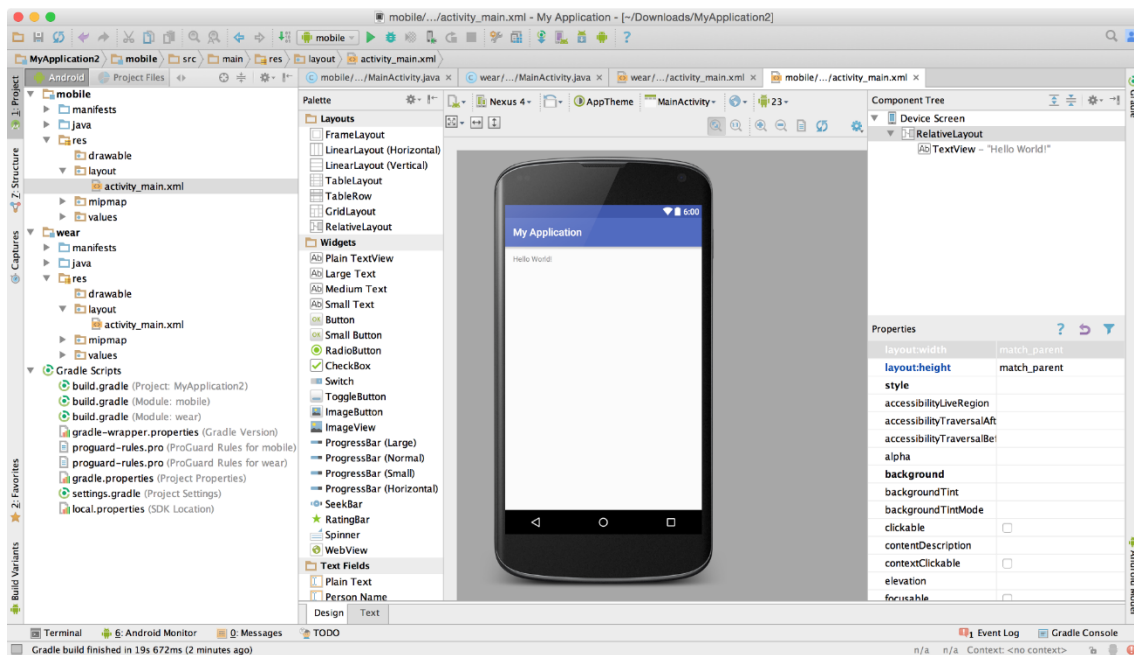 mobile/.../activity_main.xml - My Application - [~/Downloads/MyApplication2]
mobile
?
MyApplication2 mobile src main res layout activity_main.xml
Android Project Files
mobile/.../MainActivity.java × wear/.../MainActivity.java × wear/.../activity_main.xml × mobile/.../activity_main.xml ×
1: Project
Z: Structure
Captures
2: Favorites
Build Variants
mobile
manifests
java
res
drawable
layout
activity_main.xml
mipmap
values
wear
manifests
java
res
drawable
layout
activity_main.xml
mipmap
values
Gradle Scripts
build.gradle (Project: MyApplication2)
build.gradle (Module: mobile)
build.gradle (Module: wear)
gradle-wrapper.properties (Gradle Version)
proguard-rules.pro (ProGuard Rules for mobile)
proguard-rules.pro (ProGuard Rules for wear)
gradle.properties (Project Properties)
settings.gradle (Project Settings)
local.properties (SDK Location)
Palette
Layouts
FrameLayout
LinearLayout (Horizontal)
LinearLayout (Vertical)
TableLayout
TableRow
GridLayout
RelativeLayout
Widgets
Ab Plain TextView
Ab Large Text
Ab Medium Text
Ab Small Text
OK Button
OK Small Button
RadioButton
CheckBox
Switch
ToggleButton
ImageButton
ImageView
ProgressBar (Large)
ProgressBar (Normal)
ProgressBar (Small)
ProgressBar (Horizontal)
SeekBar
RatingBar
Spinner
WebView
Text Fields
Plain Text
Person Name
Nexus 4 AppTheme MainActivity 23
6:00
My Application
Hello World!
Design Text
Component Tree
Device Screen
RelativeLayout
Ab TextView - "Hello World!"
Properties ?
layout:width match_parent
layout:height match_parent
style
accessibilityLiveRegion
accessibilityTraversalAft
accessibilityTraversalBef
alpha
background
backgroundTint
backgroundTintMode
clickable
contentDescription
contextClickable
elevation
focusable
Gradle
Android Model
Terminal 6: Android Monitor 0: Messages TODO 1 Event Log Gradle Console
Gradle build finished in 19s 672ms (2 minutes ago) n/a n/a Context: <no context>